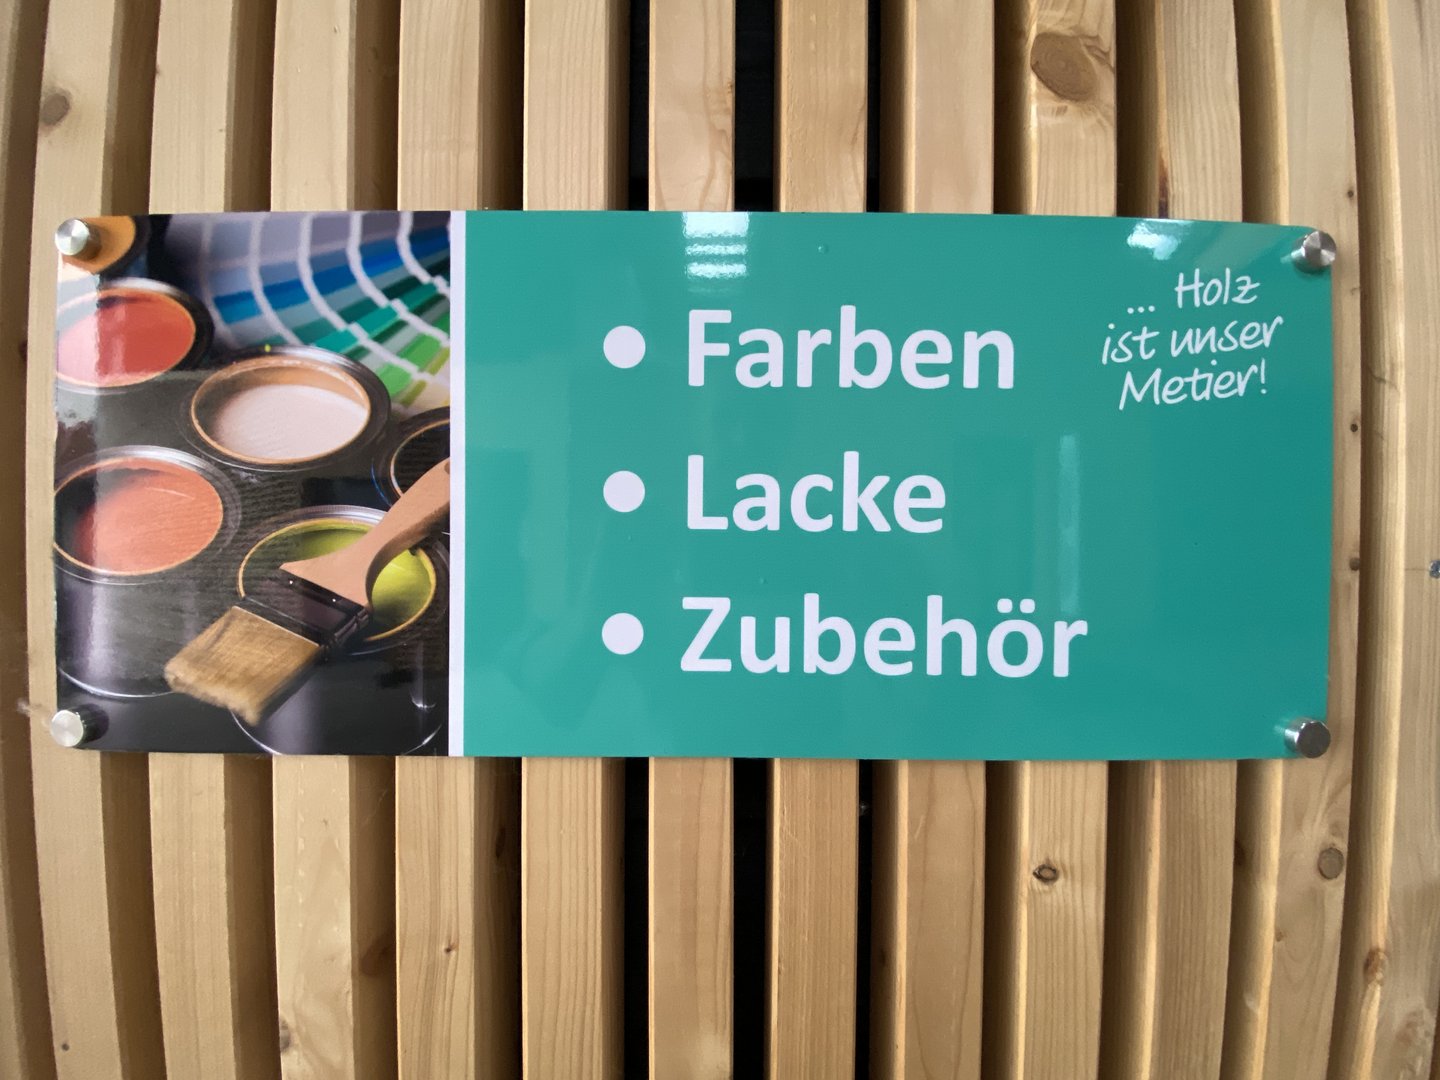 ... Holz
ist unser
Metier!
• Farben
• Lacke
• Zubehör